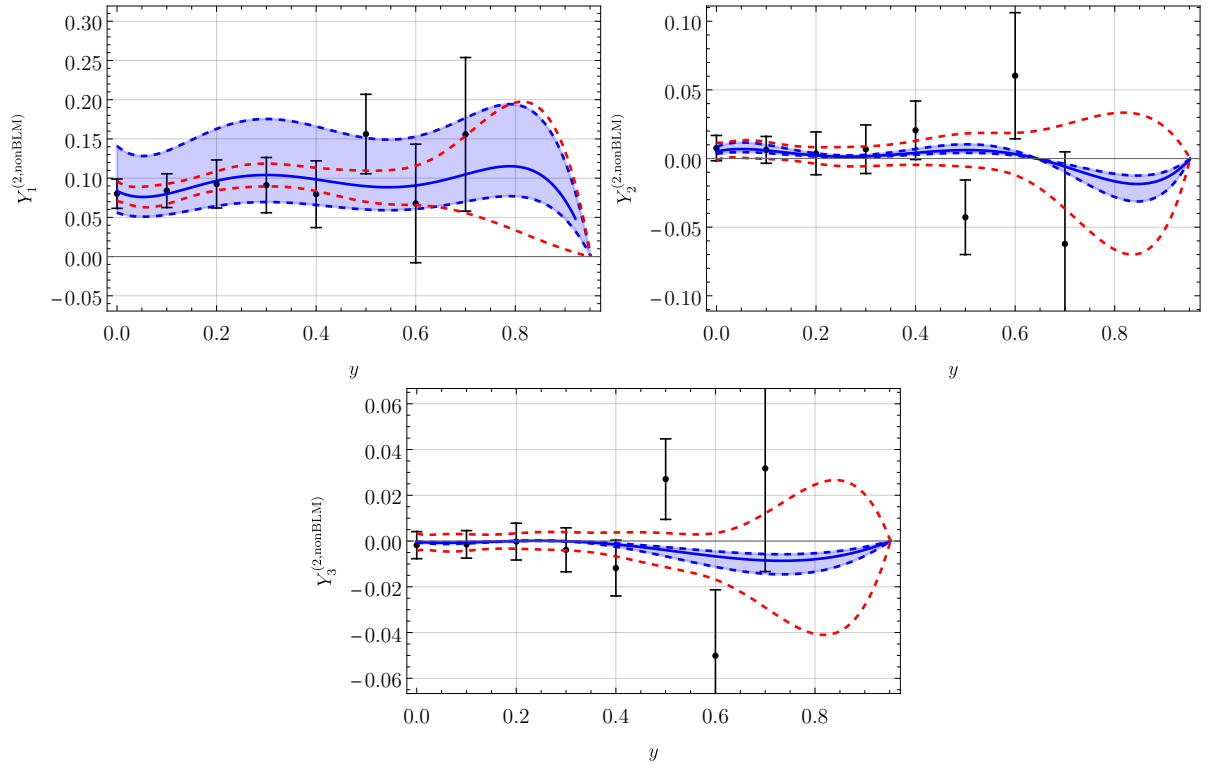 0.30
0.25
0.20
0.15
0.10
0.05
0.00
−0.05
0.0 0.2 0.4 0.6 0.8
y
Y_1^{(2,nonBLM)}
0.10
0.05
0.00
−0.05
−0.10
0.0 0.2 0.4 0.6 0.8
y
Y_2^{(2,nonBLM)}
0.06
0.04
0.02
0.00
−0.02
−0.04
−0.06
0.0 0.2 0.4 0.6 0.8
y
Y_3^{(2,nonBLM)}